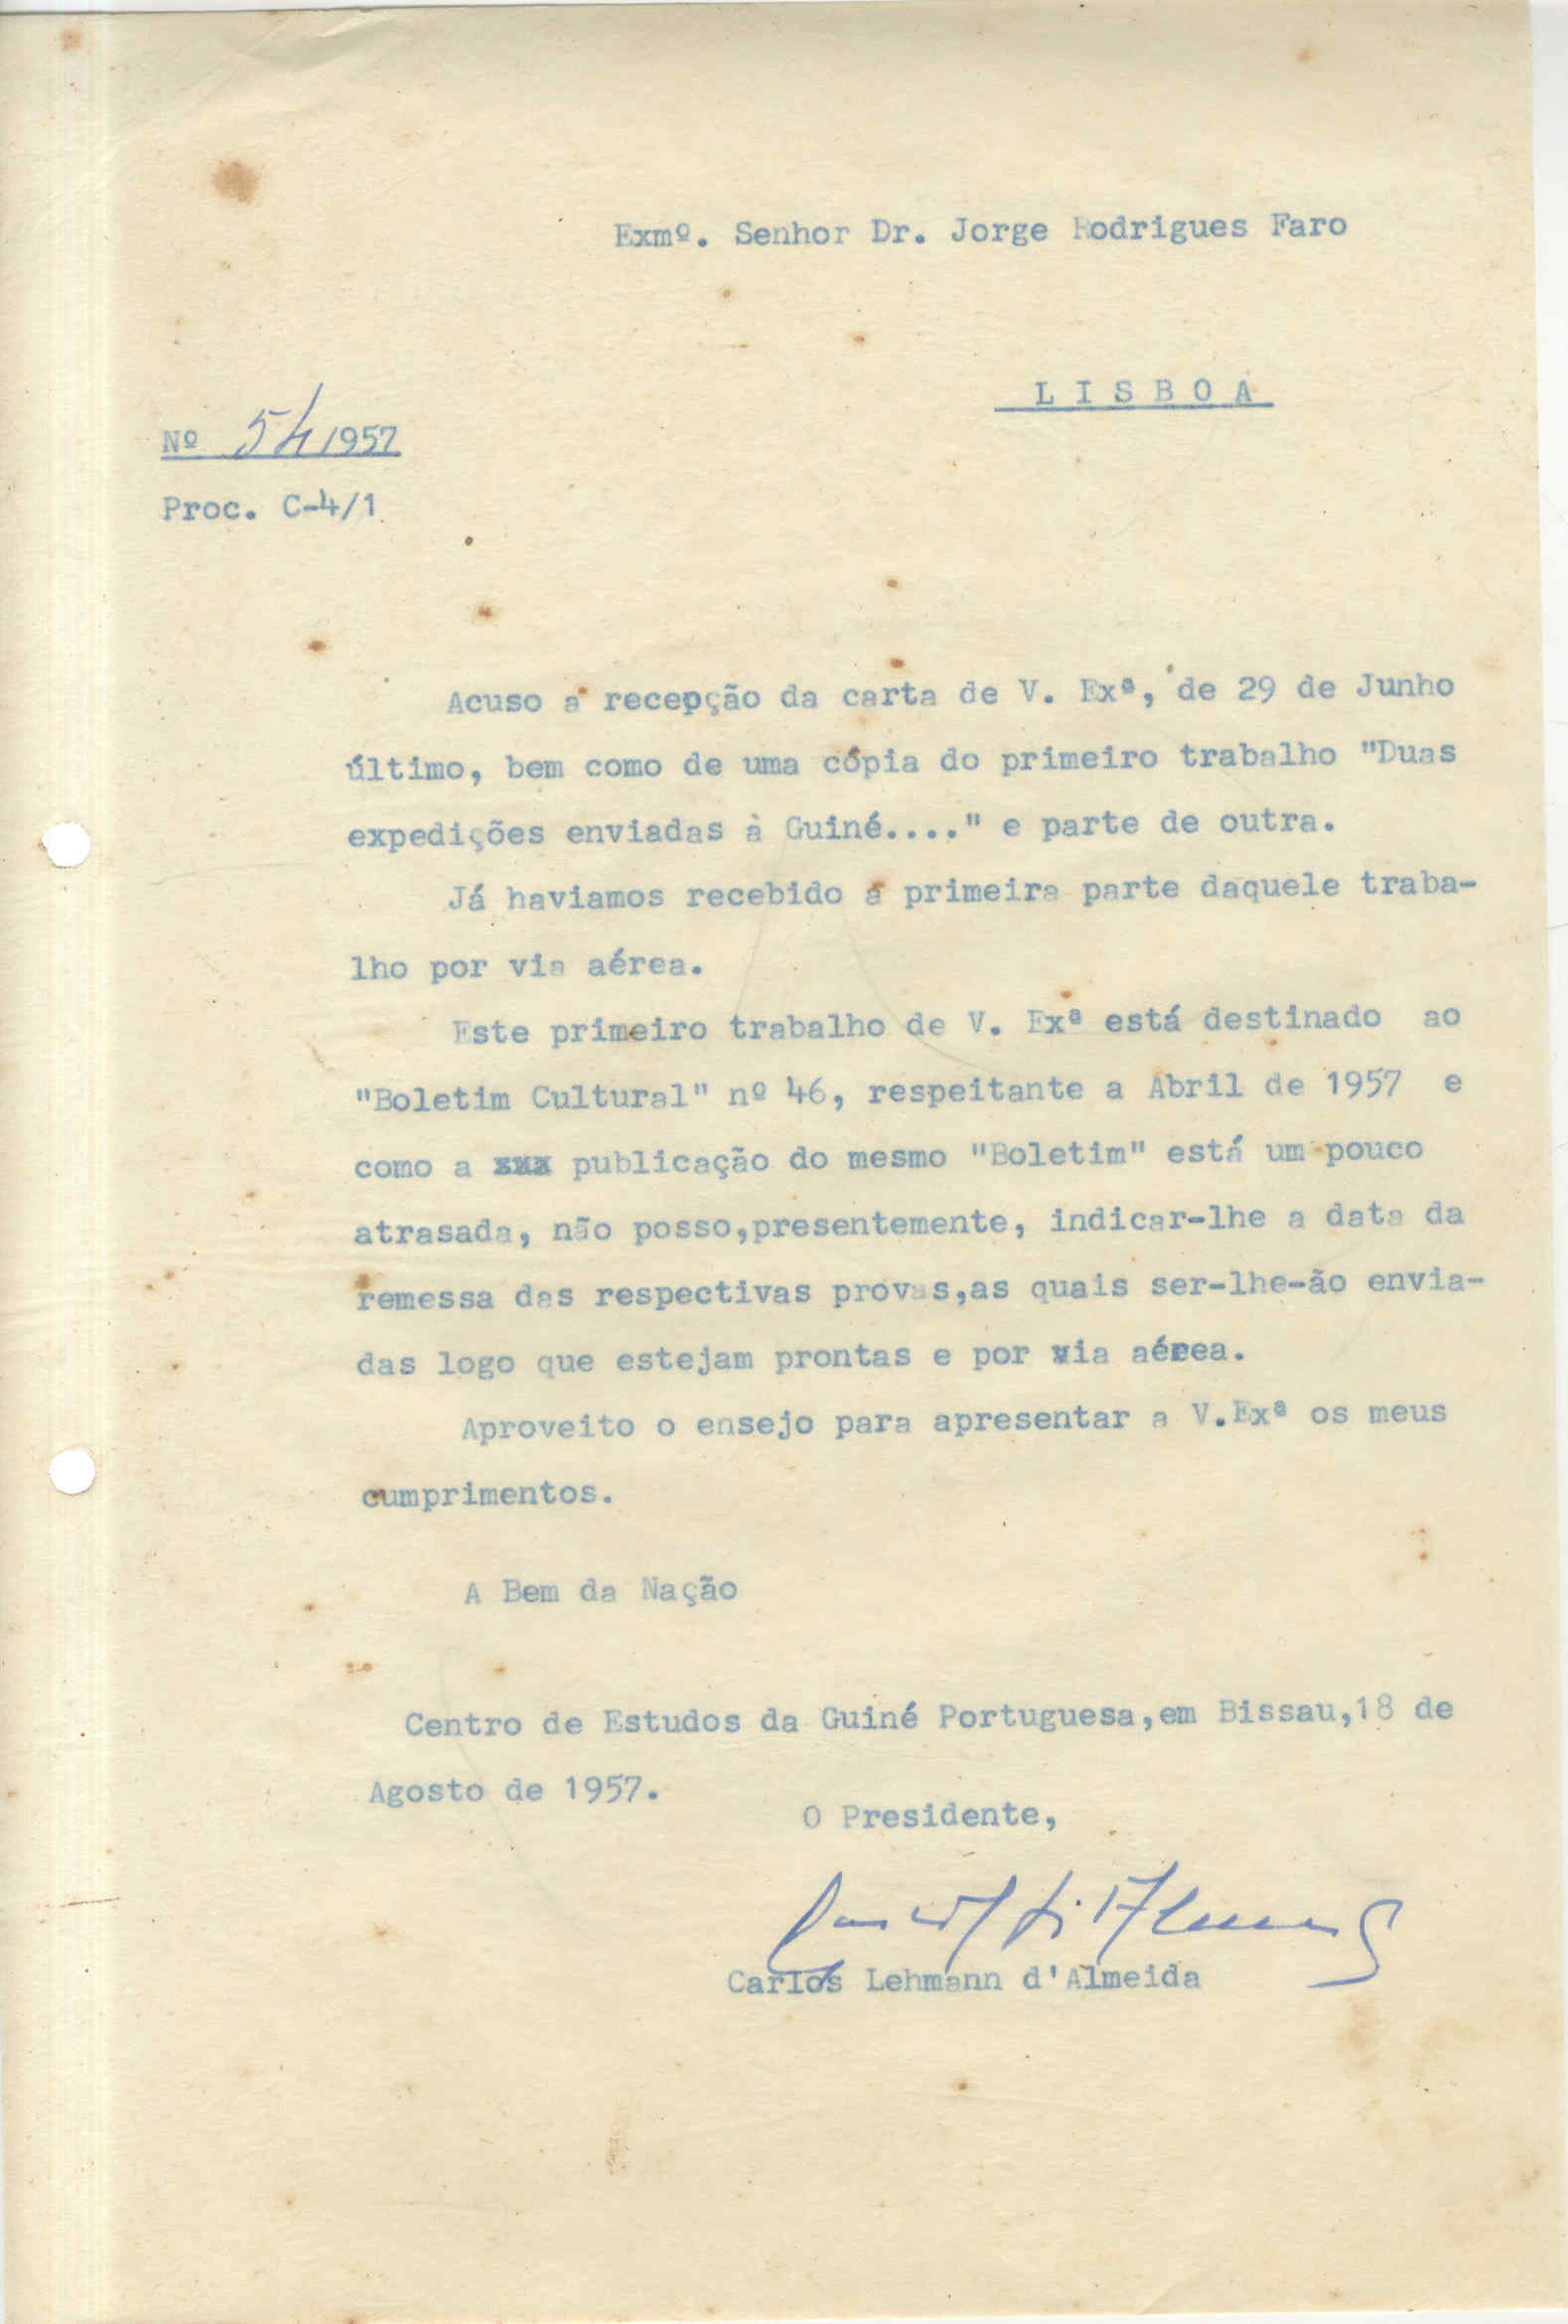 Exmº. Senhor Dr. Jorge Rodrigues Faro
L I S B O A
Nº 54/1957
Proc. C-4/1
Acuso a recepção da carta de V. Exª, de 29 de Junho
último, bem como de uma cópia do primeiro trabalho "Duas
expedições enviadas à Guiné...." e parte de outra.
Já haviamos recebido a primeira parte daquele traba-
lho por via aérea.
Este primeiro trabalho de V. Exª está destinado ao
"Boletim Cultural" nº 46, respeitante a Abril de 1957 e
como a publicação do mesmo "Boletim" está um pouco
atrasada, não posso,presentemente, indicar-lhe a data da
remessa das respectivas provas,as quais ser-lhe-ão envia-
das logo que estejam prontas e por via aérea.
Aproveito o ensejo para apresentar a V.Exª os meus
cumprimentos.
A Bem da Nação
Centro de Estudos da Guiné Portuguesa,em Bissau,18 de
Agosto de 1957.
O Presidente,
Carlos Lehmann d'Almeida